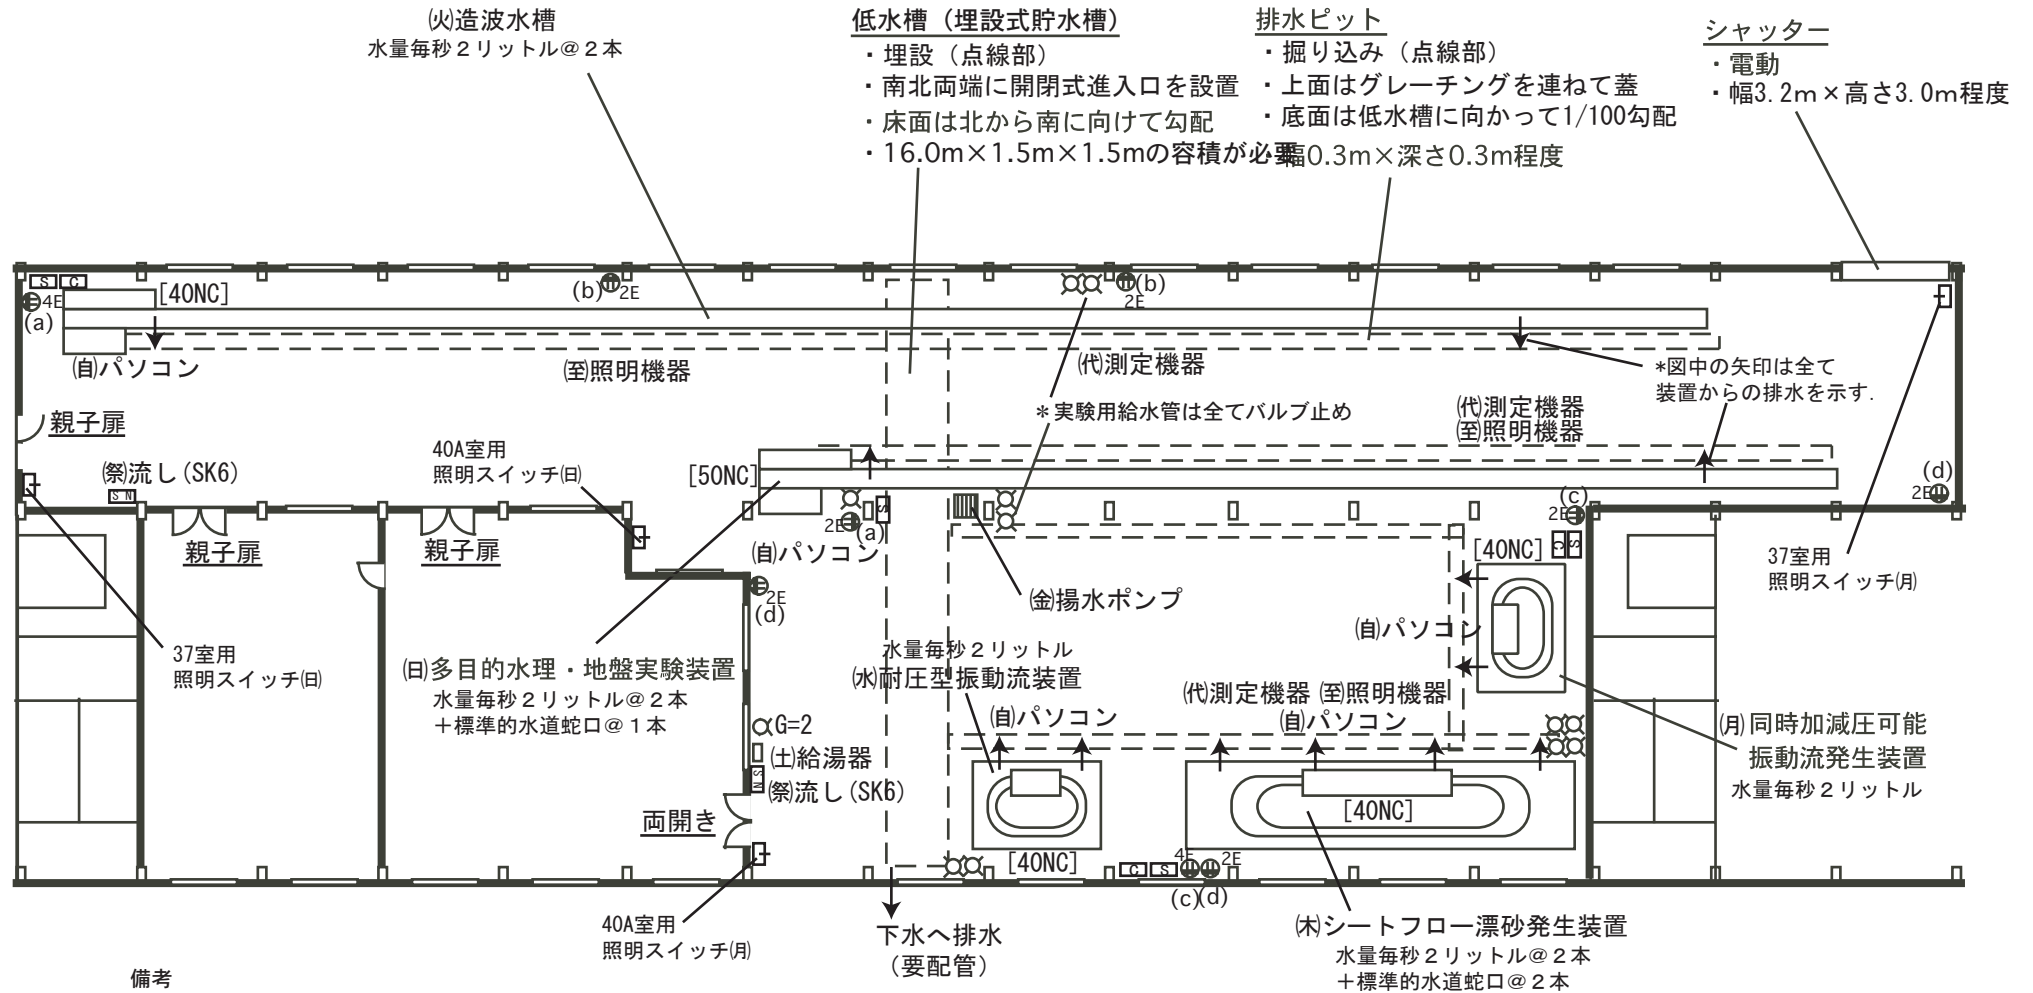 ㈫造波水槽
水量毎秒２リットル＠２本
低水槽（埋設式貯水槽）
・埋設（点線部）
・南北両端に開閉式進入口を設置
・床面は北から南に向けて勾配
・16.0m×1.5m×1.5mの容積が必要
排水ピット
・掘り込み（点線部）
・上面はグレーチングを連ねて蓋
・底面は低水槽に向かって1/100勾配
幅0.3m×深さ0.3m程度
シャッター
・電動
・幅3.2m×高さ3.0m程度
S C
4E
(a)
[40NC]
(b)
2E
(b)
2E
㉂パソコン
㉃照明機器
㈹測定機器
*図中の矢印は全て
装置からの排水を示す.
＊実験用給水管は全てバルブ止め
㈹測定機器
㉃照明機器
親子扉
40A室用
照明スイッチ㈰
㉀流し(SK6)
S N
[50NC]
S
2E
(a)
㉂パソコン
(c)
2E
(d)
2E
親子扉
親子扉
[40NC]
C S
37室用
照明スイッチ㈪
2E
(d)
㈮揚水ポンプ
㉂パソコン
37室用
照明スイッチ㈰
㈰多目的水理・地盤実験装置
水量毎秒２リットル＠２本
＋標準的水道蛇口＠１本
水量毎秒２リットル
㈬耐圧型振動流装置
㉂パソコン
㈹測定機器 ㉃照明機器
㉂パソコン
㈪同時加減圧可能
振動流発生装置
水量毎秒２リットル
G=2
㈯給湯器
S N
㉀流し(SK6)
両開き
[40NC]
[40NC]
C S
4E
2E
(c)(d)
40A室用
照明スイッチ㈪
下水へ排水
（要配管）
㈭シートフロー漂砂発生装置
水量毎秒２リットル＠２本
＋標準的水道蛇口＠２本
備考